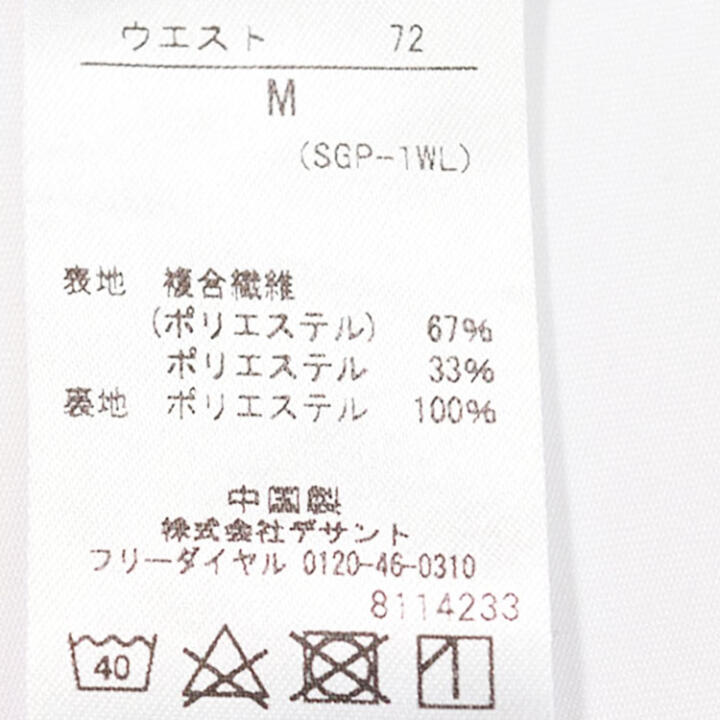 ウエスト 72
M
(SGP-1WL)
表地 複合繊維
(ポリエステル) 67%
ポリエステル 33%
裏地 ポリエステル 100%
中国製
株式会社デサント
フリーダイヤル 0120-46-0310
8114233
40